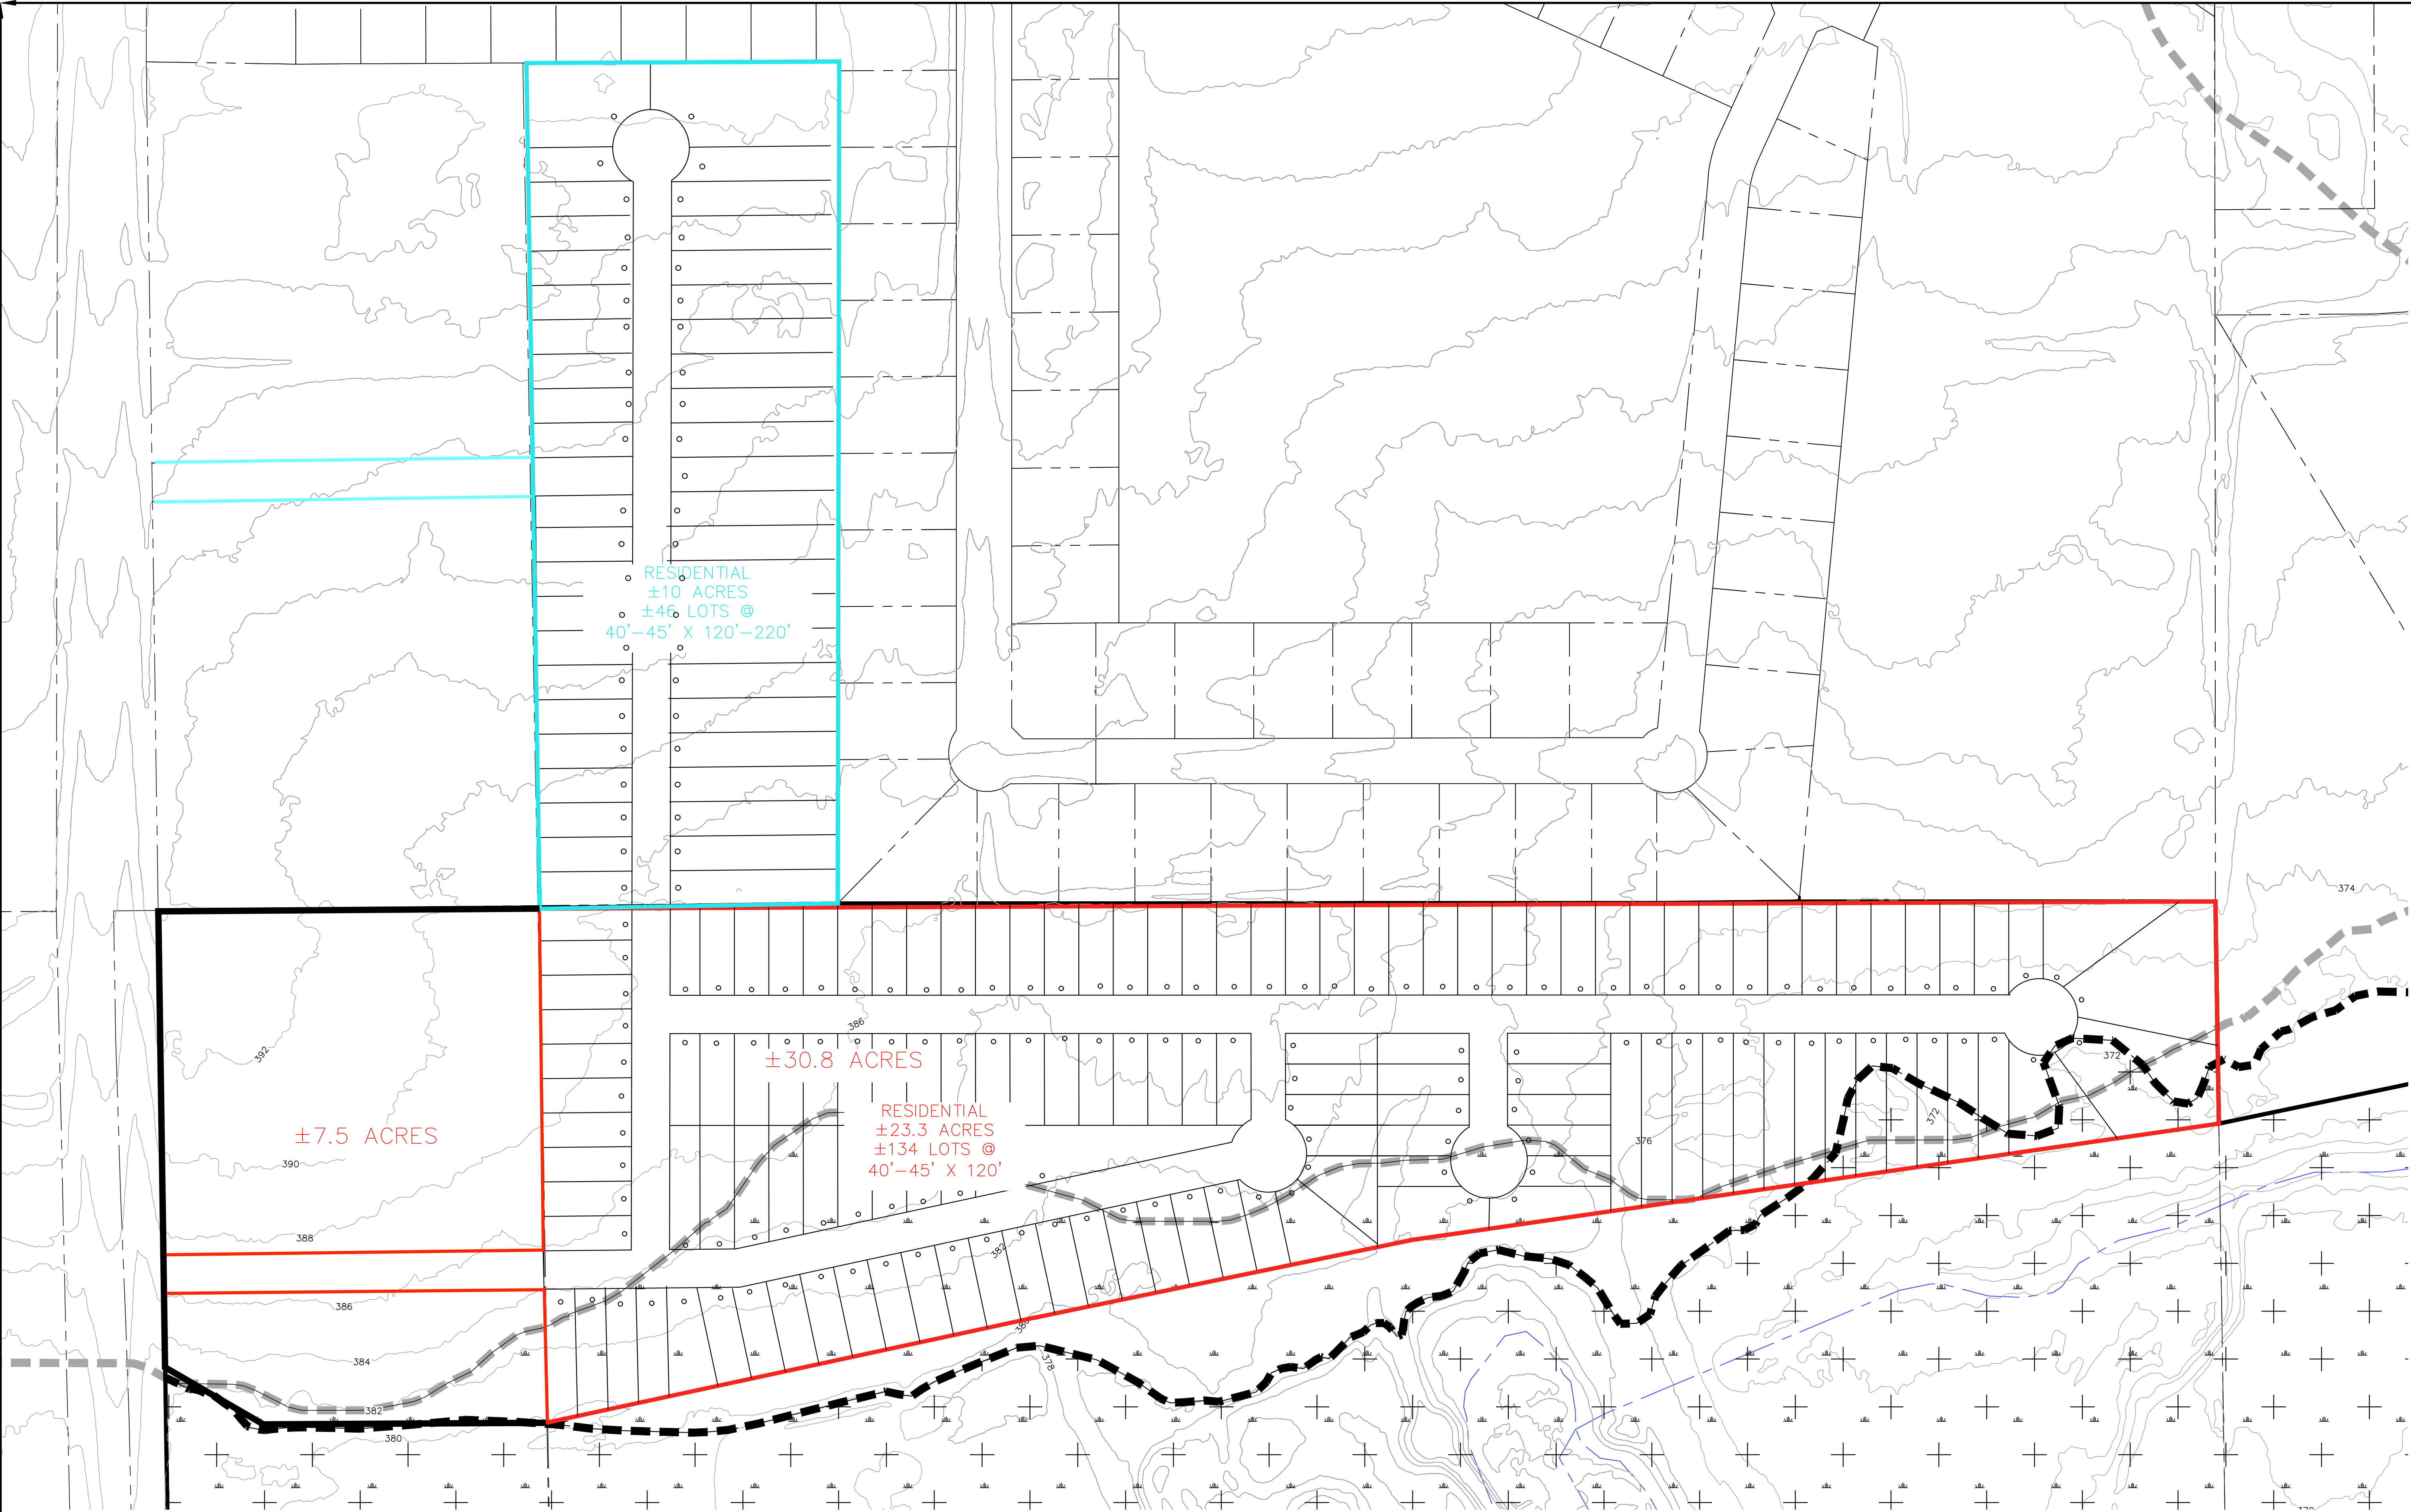 RESIDENTIAL
±10 ACRES
±46 LOTS @
40'-45' X 120'-220'
374
386
392
±30.8 ACRES
372
RESIDENTIAL
±23.3 ACRES
±134 LOTS @
40'-45' X 120'
372
±7.5 ACRES
376
390
388
382
386
384
378
382
380